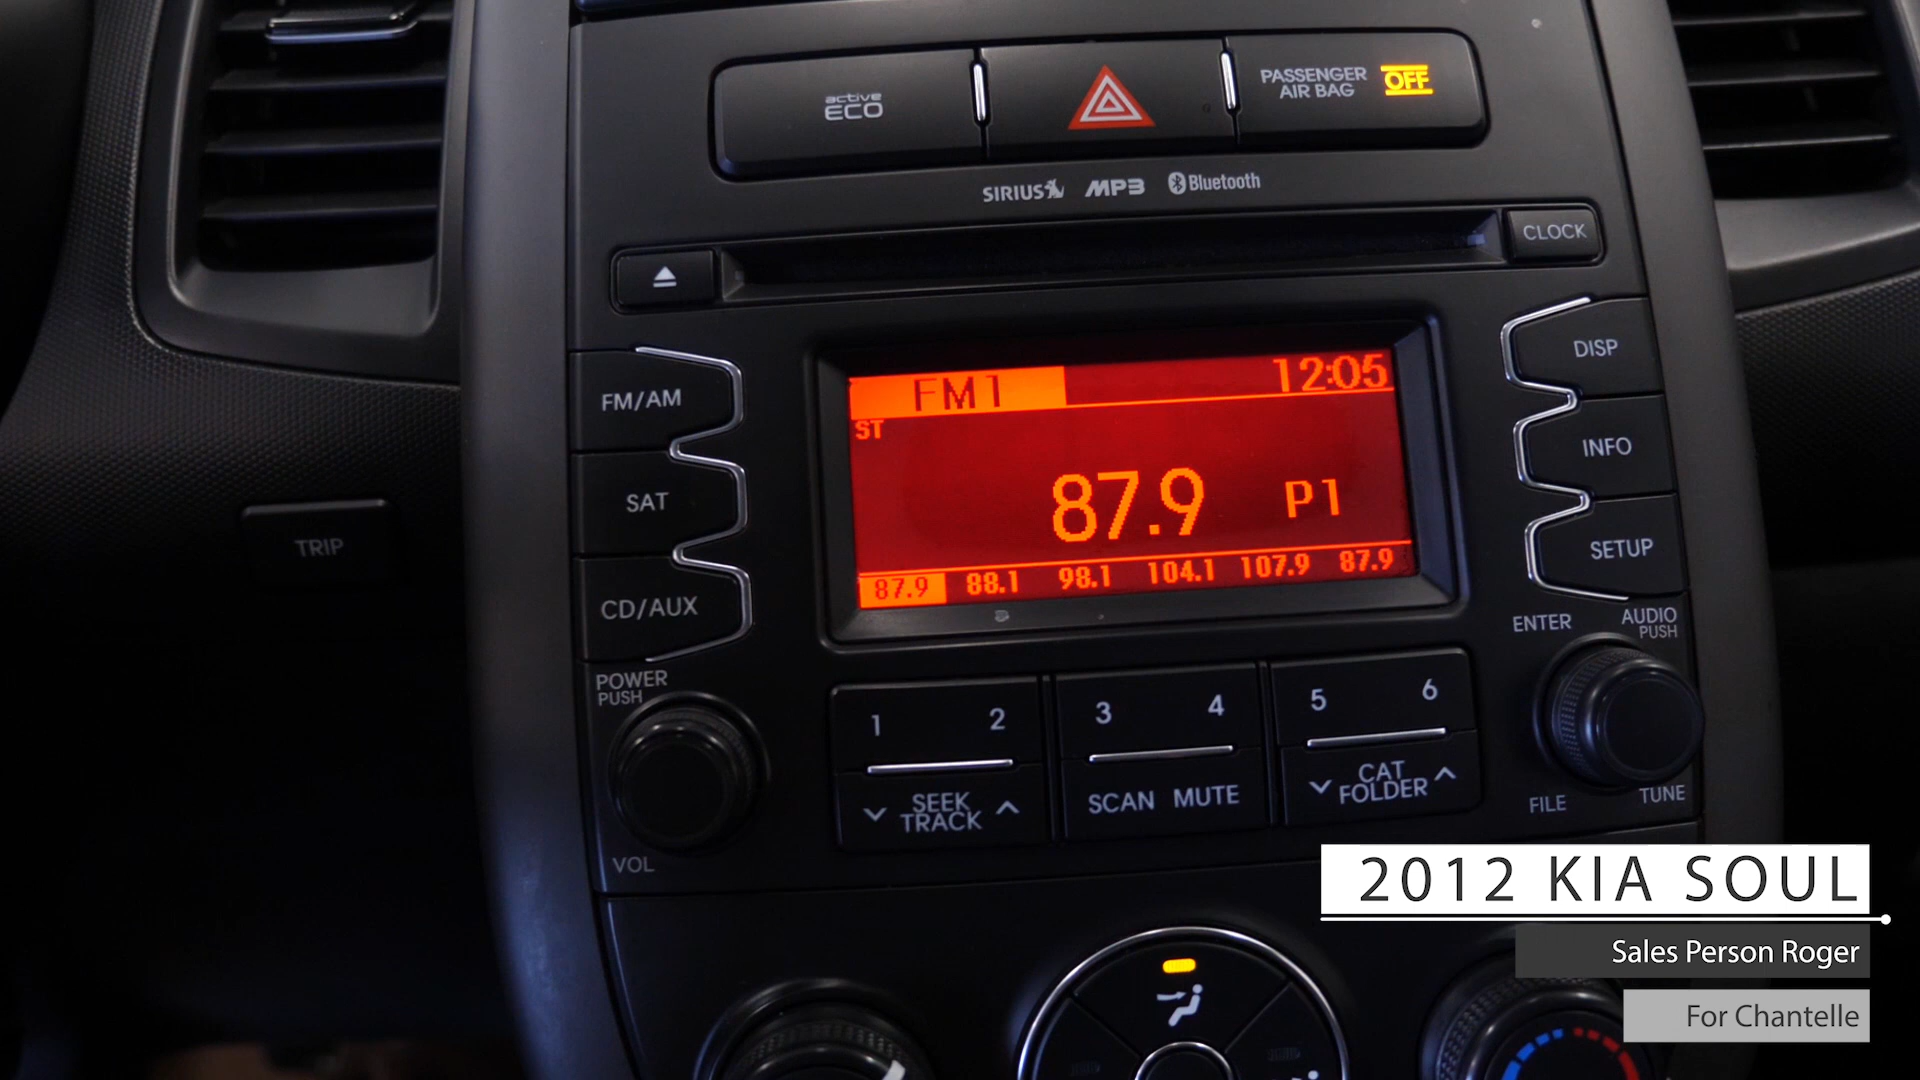 active
ECO
PASSENGER
AIR BAG
OFF
SIRIUS MP3 Bluetooth
CLOCK
FM/AM
SAT
CD/AUX
TRIP
FM1 12:05
ST
87.9 P1
87.9 88.1 98.1 104.1 107.9 87.9
DISP
INFO
SETUP
ENTER
AUDIO
PUSH
POWER
PUSH
VOL
1 2 3 4 5 6
SEEK
TRACK
SCAN MUTE
CAT
FOLDER
FILE TUNE
2012 KIA SOUL
Sales Person Roger
For Chantelle